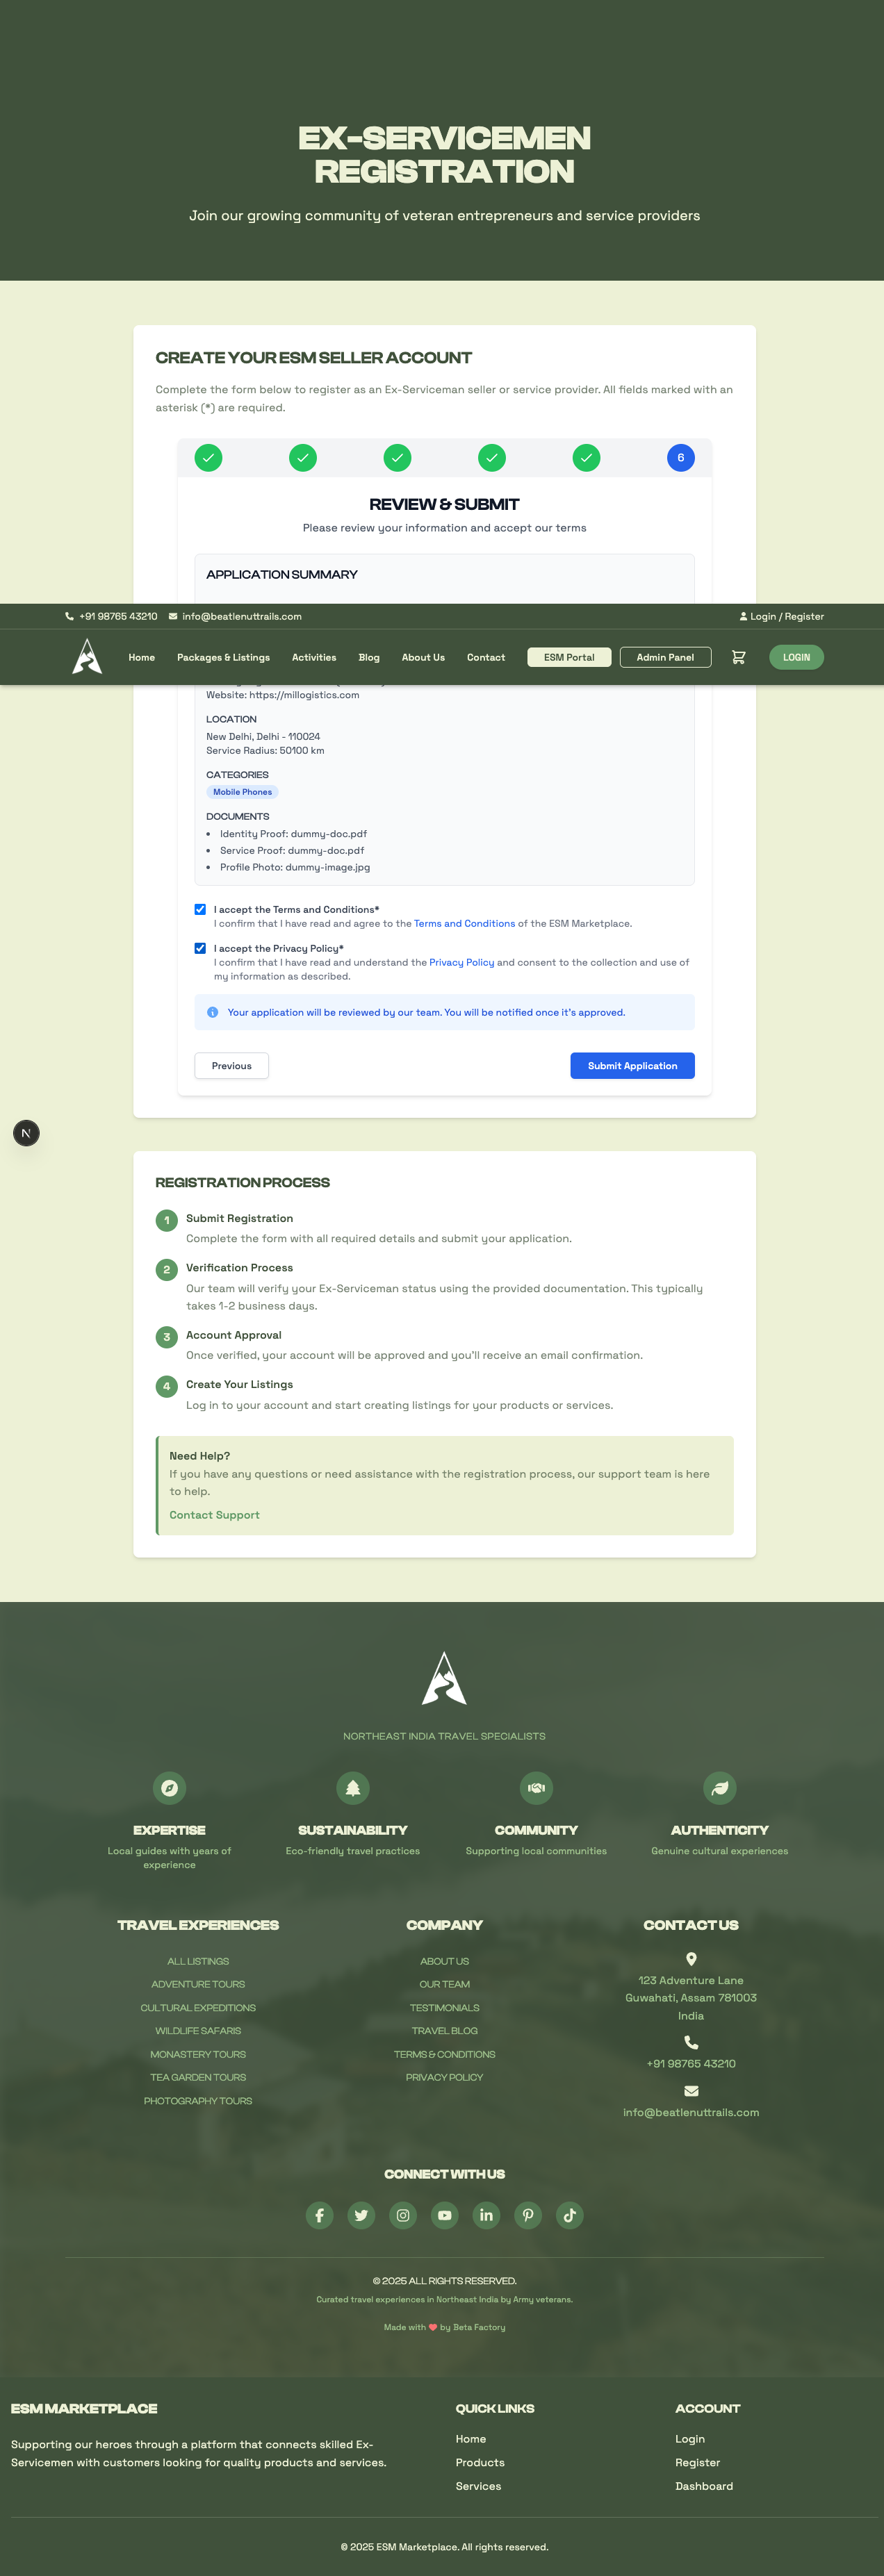 EX-SERVICEMEN
REGISTRATION
Join our growing community of veteran entrepreneurs and service providers
CREATE YOUR ESM SELLER ACCOUNT
Complete the form below to register as an Ex-Serviceman seller or service provider. All fields marked with an
asterisk (*) are required.
6
REVIEW & SUBMIT
Please review your information and accept our terms
APPLICATION SUMMARY
+91 98765 43210 info@beatlenuttrails.com Login / Register
Home Packages & Listings Activities Blog About Us Contact ESM Portal Admin Panel LOGIN
Website: https://millogistics.com
LOCATION
New Delhi, Delhi - 110024
Service Radius: 50100 km
CATEGORIES
Mobile Phones
DOCUMENTS
• Identity Proof: dummy-doc.pdf
• Service Proof: dummy-doc.pdf
• Profile Photo: dummy-image.jpg
I accept the Terms and Conditions*
I confirm that I have read and agree to the Terms and Conditions of the ESM Marketplace.
I accept the Privacy Policy*
I confirm that I have read and understand the Privacy Policy and consent to the collection and use of
my information as described.
Your application will be reviewed by our team. You will be notified once it's approved.
Previous Submit Application
N
REGISTRATION PROCESS
1 Submit Registration
Complete the form with all required details and submit your application.
2 Verification Process
Our team will verify your Ex-Serviceman status using the provided documentation. This typically
takes 1-2 business days.
3 Account Approval
Once verified, your account will be approved and you'll receive an email confirmation.
4 Create Your Listings
Log in to your account and start creating listings for your products or services.
Need Help?
If you have any questions or need assistance with the registration process, our support team is here
to help.
Contact Support
NORTHEAST INDIA TRAVEL SPECIALISTS
EXPERTISE
Local guides with years of
experience
SUSTAINABILITY
Eco-friendly travel practices
COMMUNITY
Supporting local communities
AUTHENTICITY
Genuine cultural experiences
TRAVEL EXPERIENCES
ALL LISTINGS
ADVENTURE TOURS
CULTURAL EXPEDITIONS
WILDLIFE SAFARIS
MONASTERY TOURS
TEA GARDEN TOURS
PHOTOGRAPHY TOURS
COMPANY
ABOUT US
OUR TEAM
TESTIMONIALS
TRAVEL BLOG
TERMS & CONDITIONS
PRIVACY POLICY
CONTACT US
123 Adventure Lane
Guwahati, Assam 781003
India
+91 98765 43210
info@beatlenuttrails.com
CONNECT WITH US
© 2025 ALL RIGHTS RESERVED.
Curated travel experiences in Northeast India by Army veterans.
Made with ❤ by Beta Factory
ESM MARKETPLACE
Supporting our heroes through a platform that connects skilled Ex-
Servicemen with customers looking for quality products and services.
QUICK LINKS
Home
Products
Services
ACCOUNT
Login
Register
Dashboard
© 2025 ESM Marketplace. All rights reserved.